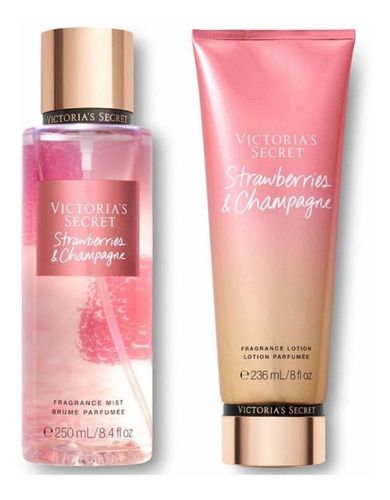 VICTORIA'S SECRET
VICTORIA'S
SECRET
Strawberries
& Champagne
FRAGRANCE MIST
BRUME PARFUMÉE
℮ 250 mL/8.4 fl oz
VICTORIA'S
SECRET
Strawberries
& Champagne
FRAGRANCE LOTION
LOTION PARFUMÉE
℮ 236 mL/8 fl oz
VICTORIA'S SECRET